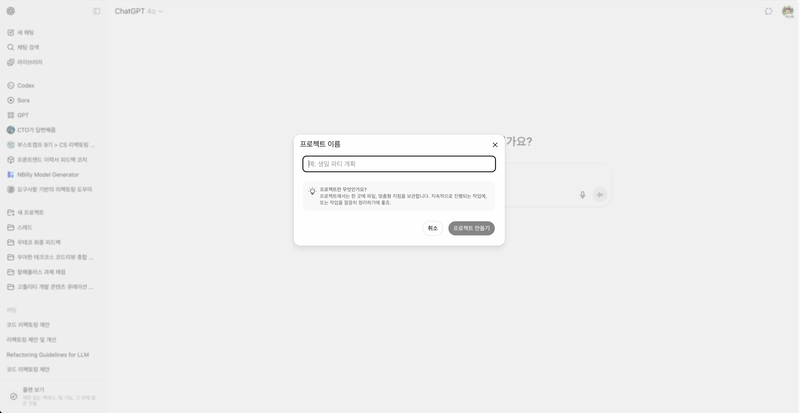 ChatGPT 4o
새 채팅
채팅 검색
라이브러리
Codex
Sora
GPT
CTO가 답변해줌
부스트캠프 9기 > CS 리팩토링 ...
프론트엔드 이력서 피드백 코치
NBilly Model Generator
요구사항 기반의 리팩토링 도우미
새 프로젝트
스레드
우테코 회음 피드백
우아한 테크코스 코드리뷰 종합 ...
항해플러스 과제 채점
고퀄리티 개발 콘텐츠 큐레이션 ...
채팅
코드 리팩토링 제안
리팩토링 제안 및 개선
Refactoring Guidelines for LLM
코드 리팩토링 제안
플랜 보기
가요?
프로젝트 이름
예: 생일 파티 계획
프로젝트란 무엇인가요?
프로젝트에서는 한 곳에 파일, 맞춤형 지침을 보관합니다. 지속적으로 진행되는 작업에,
또는 작업을 깔끔히 정리하기에 좋죠.
취소
프로젝트 만들기